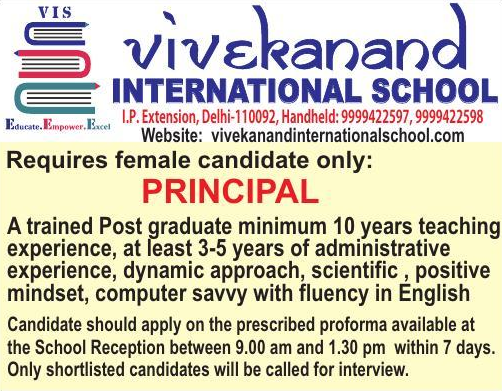 VIS
Educate.Empower.Excel
vivekanand
INTERNATIONAL SCHOOL
I.P. Extension, Delhi-110092, Handheld: 9999422597, 9999422598
Website: vivekanandinternationalschool.com
Requires female candidate only:
PRINCIPAL
A trained Post graduate minimum 10 years teaching
experience, at least 3-5 years of administrative
experience, dynamic approach, scientific , positive
mindset, computer savvy with fluency in English
Candidate should apply on the prescribed proforma available at
the School Reception between 9.00 am and 1.30 pm within 7 days.
Only shortlisted candidates will be called for interview.